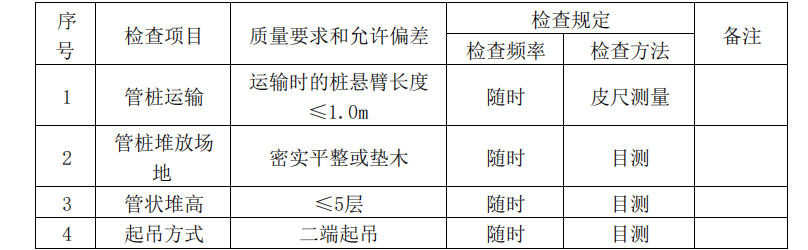 序号 检查项目 质量要求和允许偏差 检查规定 备注
检查频率 检查方法
1 管桩运输 运输时的桩悬臂长度≤1.0m 随时 皮尺测量
2 管桩堆放场地 密实平整或垫木 随时 目测
3 管状堆高 ≤5层 随时 目测
4 起吊方式 二端起吊 随时 目测